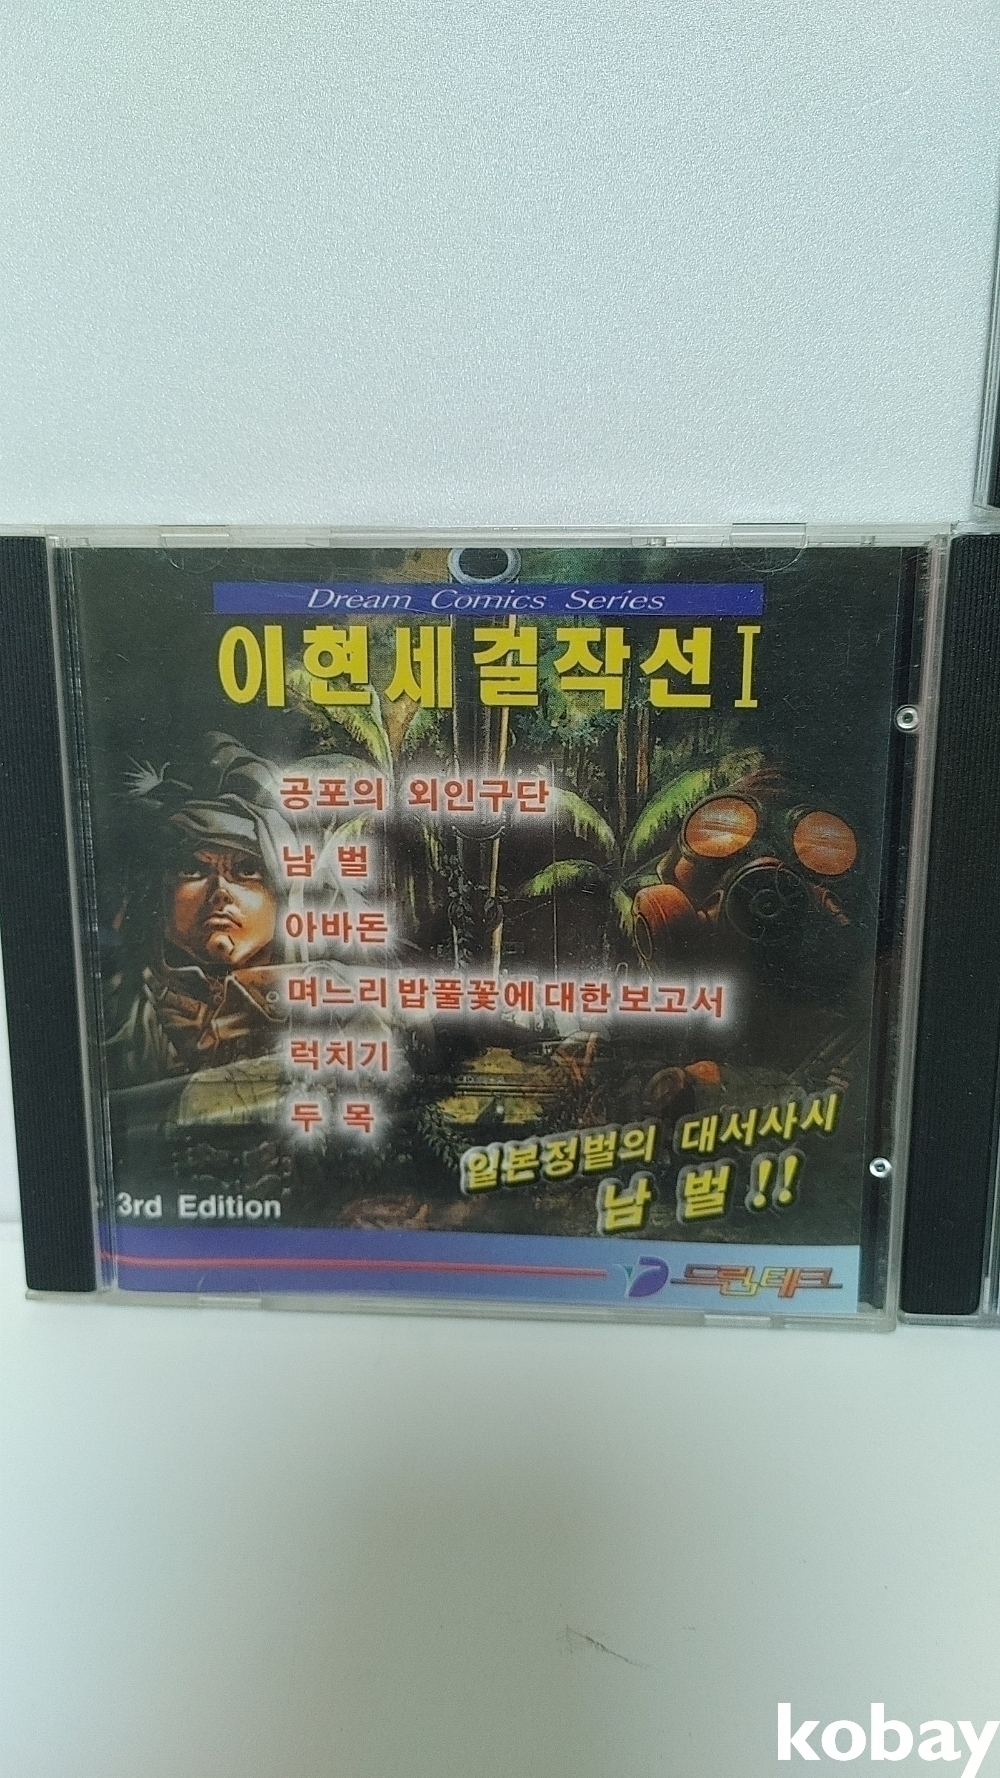 Dream Comics Series
이현세걸작선 I
공포의 외인구단
남 벌
아바돈
며느리밥풀꽃에대한보고서
럭치기
두 목
일본정벌의 대서사시
남 벌!!
3rd Edition
드림테크
kobay